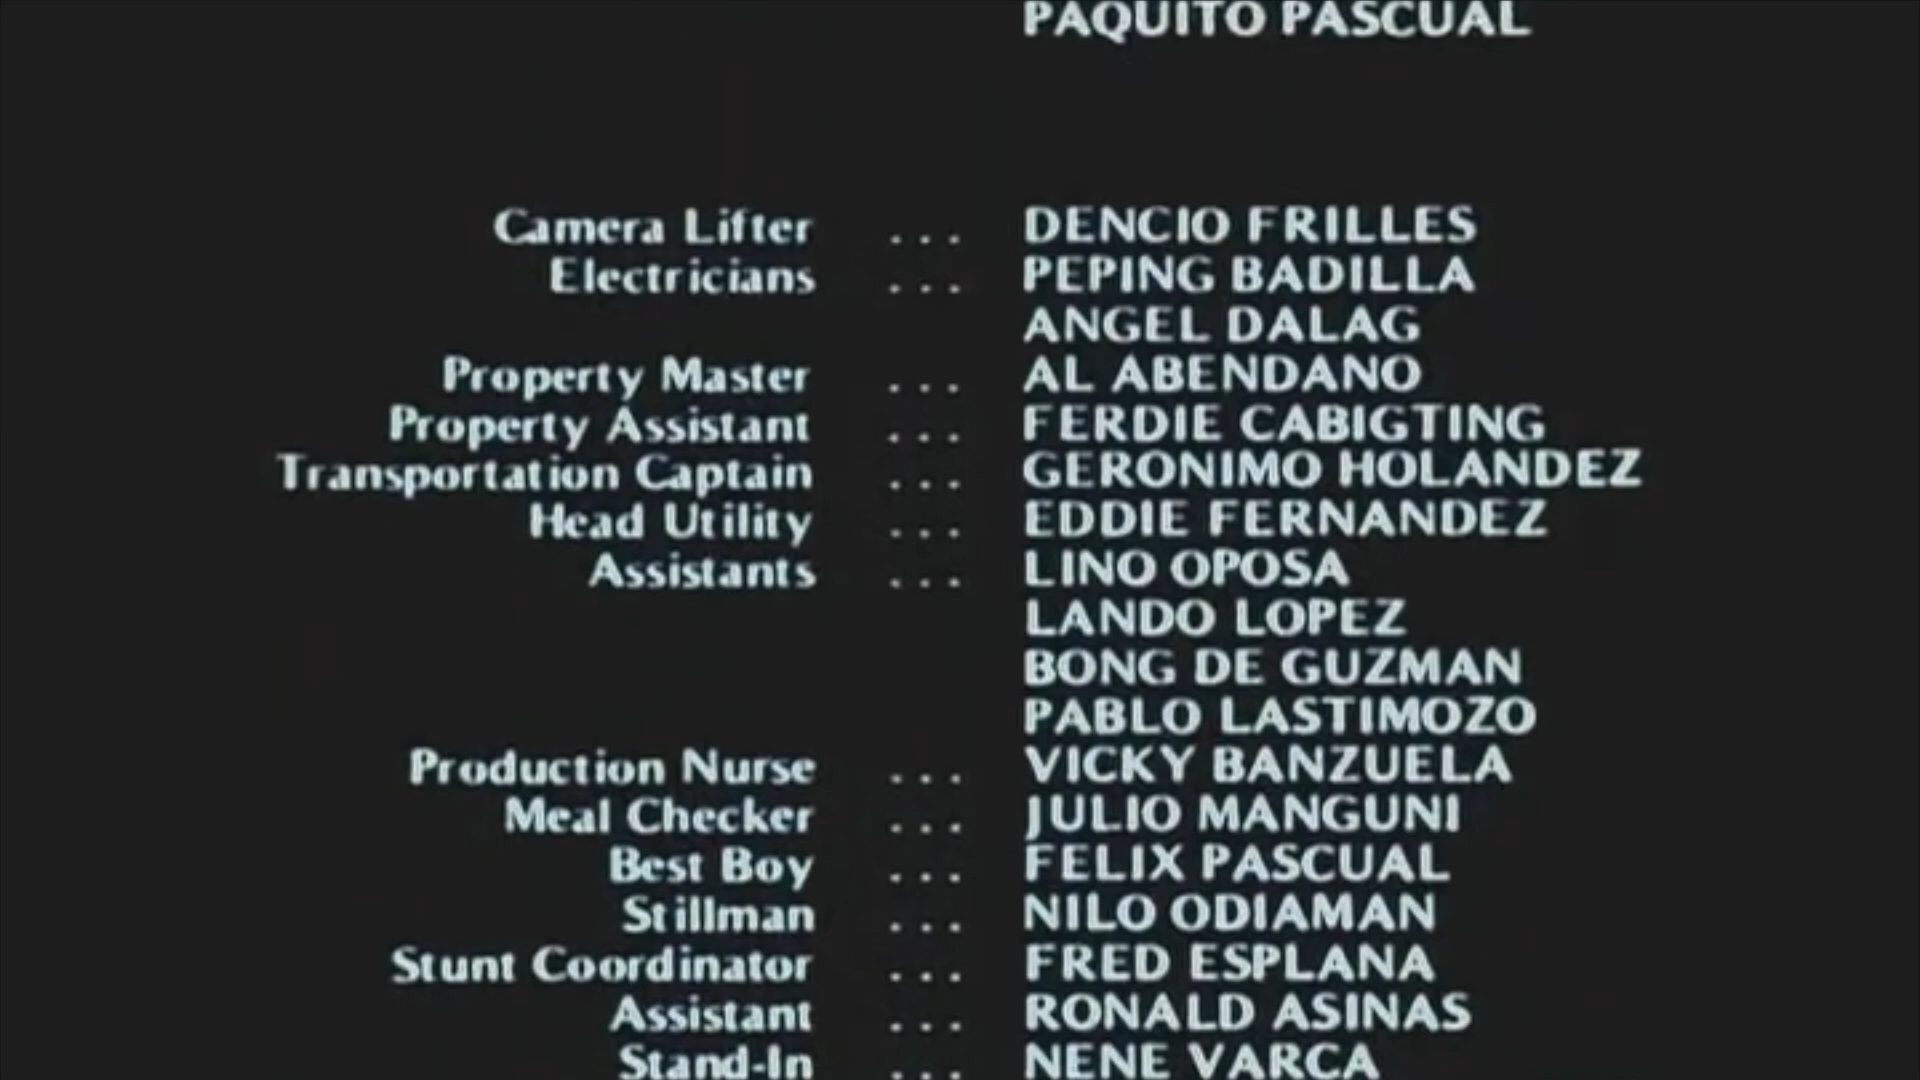 PAQUITO PASCUAL
Camera Lifter ... DENCIO FRILLES
Electricians ... PEPING BADILLA
ANGEL DALAG
Property Master ... AL ABENDANO
Property Assistant ... FERDIE CABIGTING
Transportation Captain ... GERONIMO HOLANDEZ
Head Utility ... EDDIE FERNANDEZ
Assistants ... LINO OPOSA
LANDO LOPEZ
BONG DE GUZMAN
PABLO LASTIMOZO
Production Nurse ... VICKY BANZUELA
Meal Checker ... JULIO MANGUNI
Best Boy ... FELIX PASCUAL
Stillman ... NILO ODIAMAN
Stunt Coordinator ... FRED ESPLANA
Assistant ... RONALD ASINAS
Stand-In ... NENE VARCA